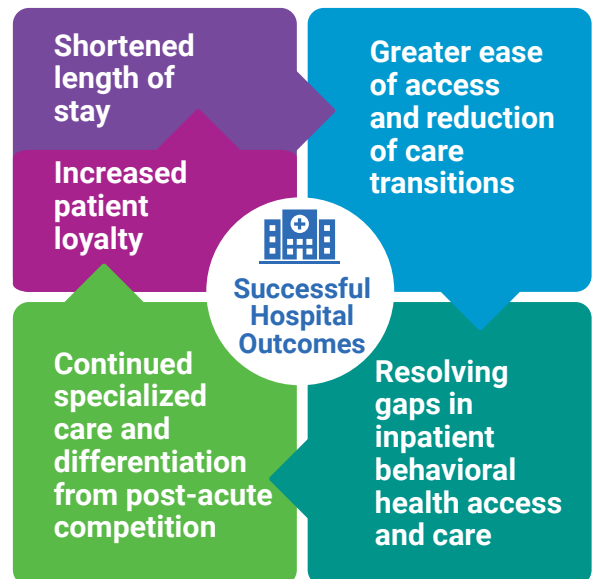 Shortened
length of
stay
Greater ease
of access
and reduction
of care
transitions
Increased
patient
loyalty
Successful
Hospital
Outcomes
Continued
specialized
care and
differentiation
from post-acute
competition
Resolving
gaps in
inpatient
behavioral
health access
and care